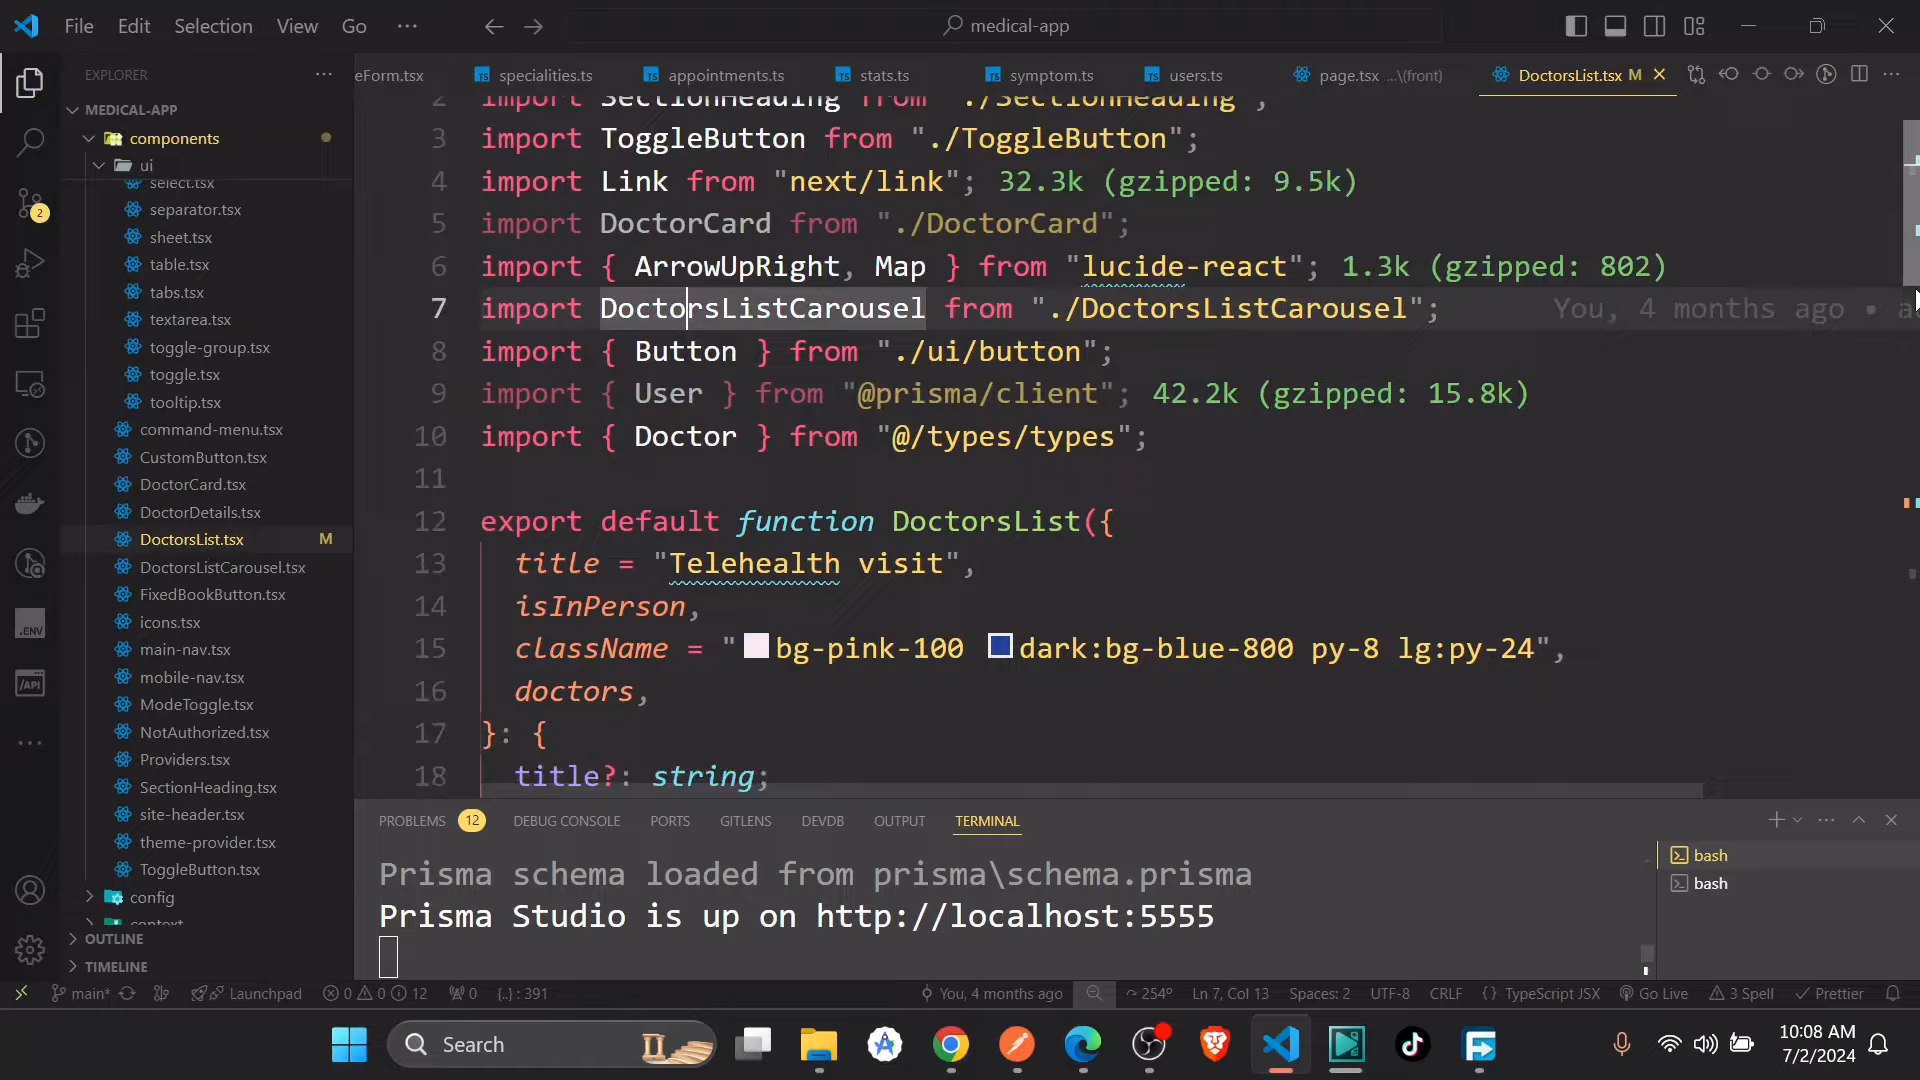 File Edit Selection View Go ···
medical-app
EXPLORER
eForm.tsx
specialities.ts
appointments.ts
stats.ts
symptom.ts
users.ts
page.tsx ...\(front)
DoctorsList.tsx M
MEDICAL-APP
components
ui
select.tsx
separator.tsx
sheet.tsx
table.tsx
tabs.tsx
textarea.tsx
toggle-group.tsx
toggle.tsx
tooltip.tsx
command-menu.tsx
CustomButton.tsx
DoctorCard.tsx
DoctorDetails.tsx
DoctorsList.tsx M
DoctorsListCarousel.tsx
FixedBookButton.tsx
icons.tsx
main-nav.tsx
mobile-nav.tsx
ModeToggle.tsx
NotAuthorized.tsx
Providers.tsx
SectionHeading.tsx
site-header.tsx
theme-provider.tsx
ToggleButton.tsx
config
context
OUTLINE
TIMELINE
2
.ENV
/API
2 import SectionHeading from "./SectionHeading";
3 import ToggleButton from "./ToggleButton";
4 import Link from "next/link"; 32.3k (gzipped: 9.5k)
5 import DoctorCard from "./DoctorCard";
6 import { ArrowUpRight, Map } from "lucide-react"; 1.3k (gzipped: 802)
7 import DoctorsListCarousel from "./DoctorsListCarousel"; You, 4 months ago • a
8 import { Button } from "./ui/button";
9 import { User } from "@prisma/client"; 42.2k (gzipped: 15.8k)
10 import { Doctor } from "@/types/types";
11
12 export default function DoctorsList({
13 title = "Telehealth visit",
14 isInPerson,
15 className = "bg-pink-100 dark:bg-blue-800 py-8 lg:py-24",
16 doctors,
17 }: {
18 title?: string;
PROBLEMS 12 DEBUG CONSOLE PORTS GITLENS DEVDB OUTPUT TERMINAL
Prisma schema loaded from prisma\schema.prisma
Prisma Studio is up on http://localhost:5555
bash
bash
main* Launchpad 0 0 12 0 {..} : 391
You, 4 months ago 254° Ln 7, Col 13 Spaces: 2 UTF-8 CRLF {} TypeScript JSX Go Live 3 Spell Prettier
Search
10:08 AM
7/2/2024